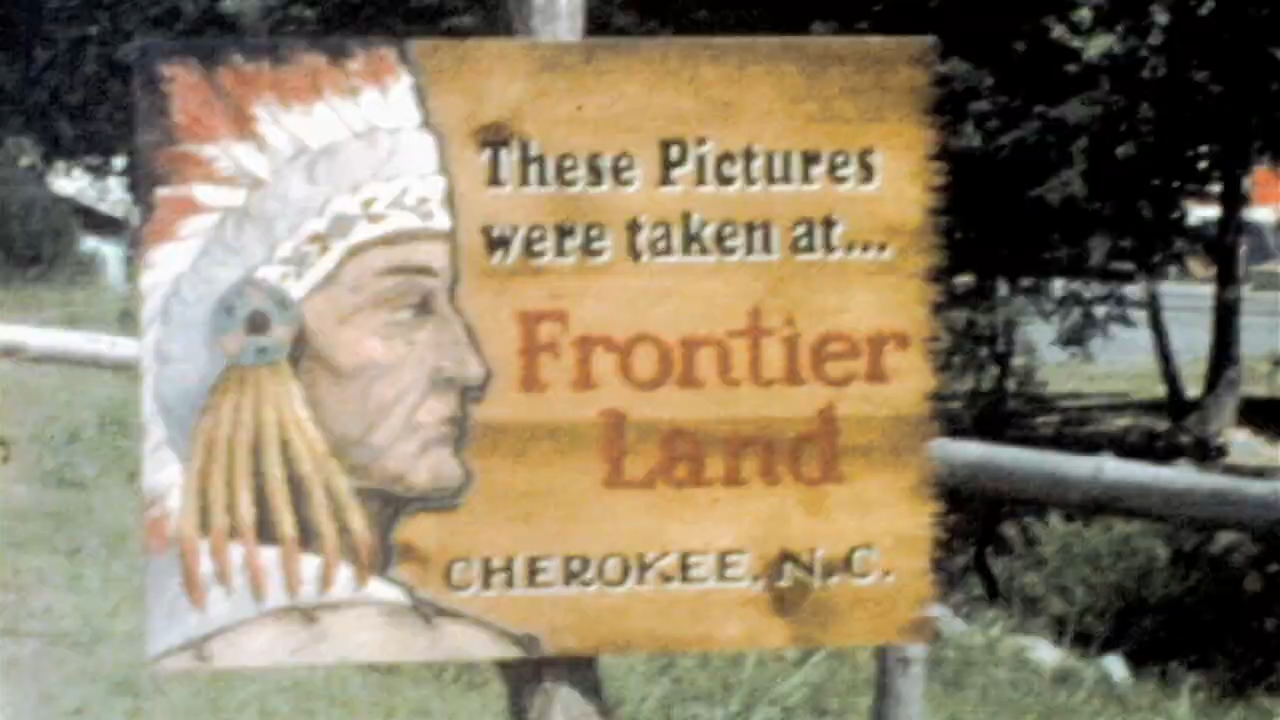 These Pictures
were taken at...
Frontier
Land
CHEROKEE, N.C.